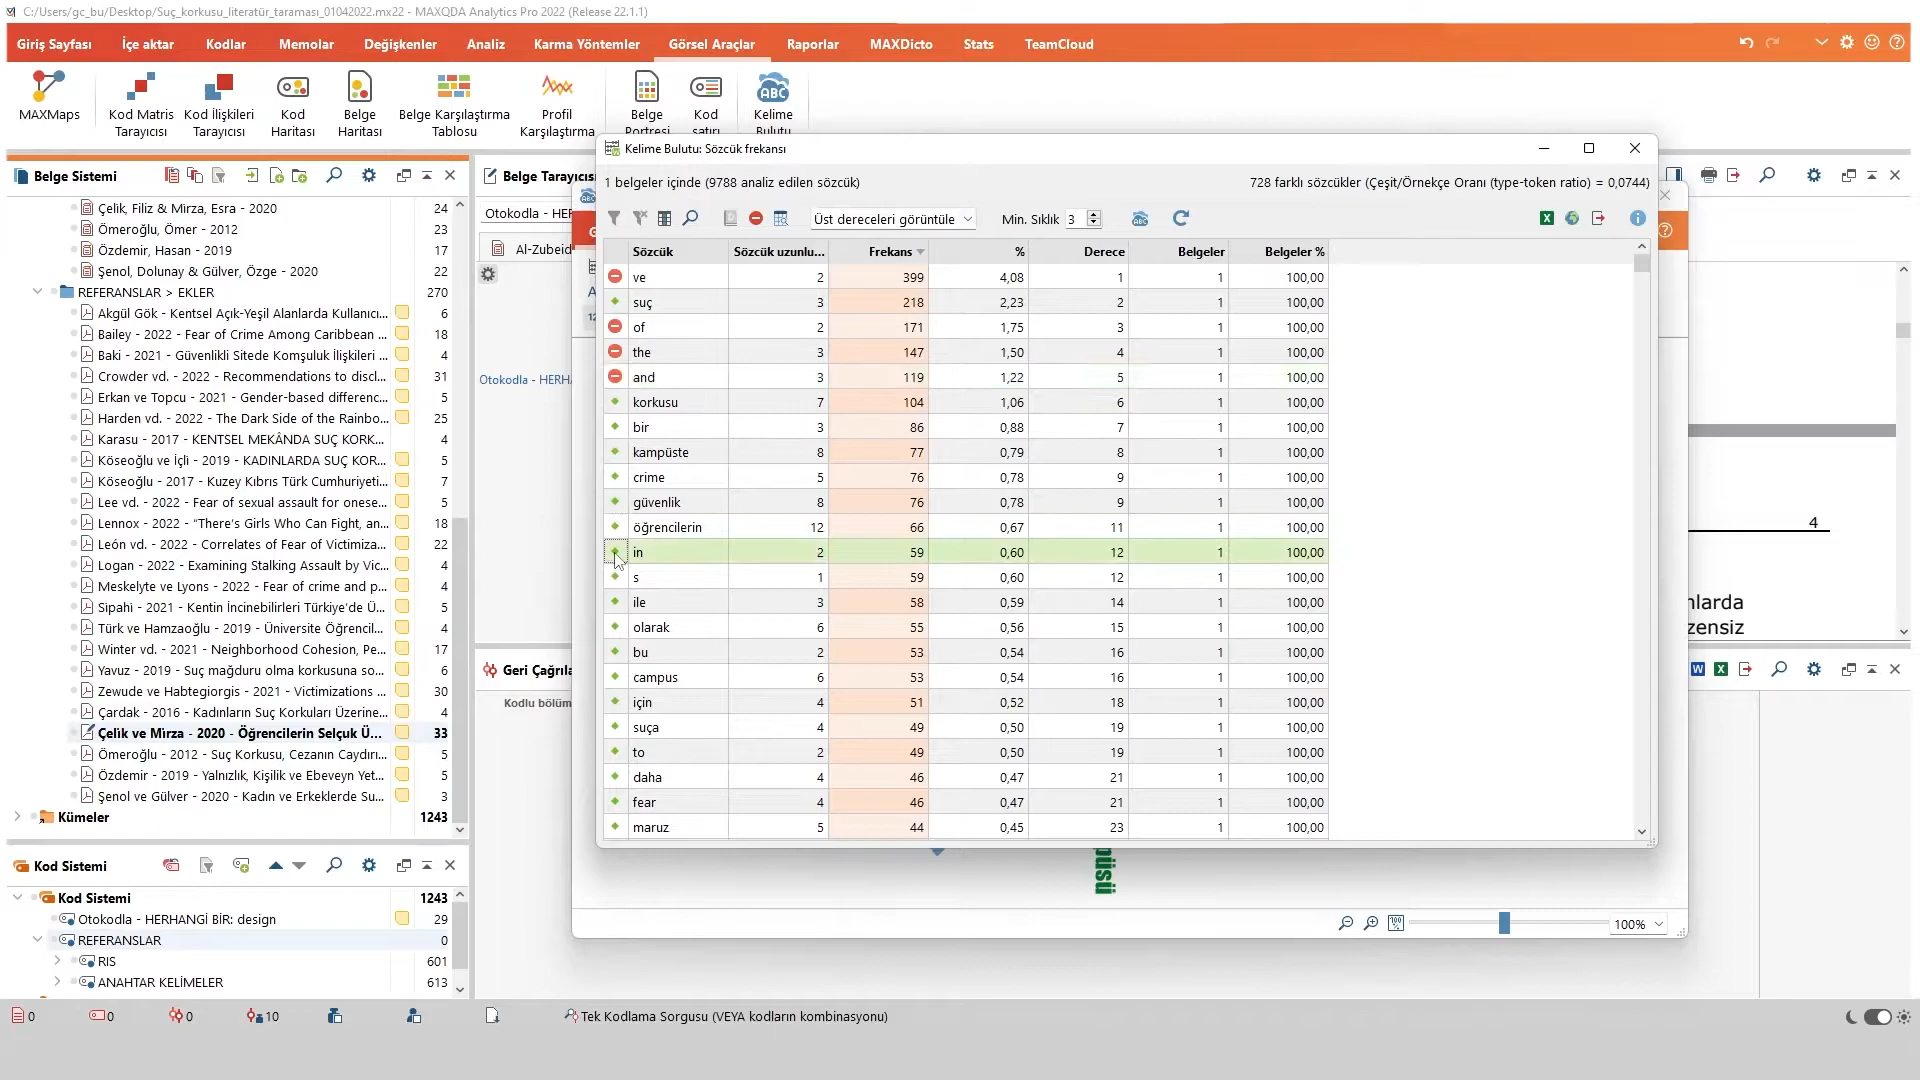 C:/Users/gc_bu/Desktop/Suç_korkusu_literatür_taraması_01042022.mx22 - MAXQDA Analytics Pro 2022 (Release 22.1.1)
Giriş Sayfası İçe aktar Kodlar Memolar Değişkenler Analiz Karma Yöntemler Görsel Araçlar Raporlar MAXDicto Stats TeamCloud
MAXMaps
Kod Matris Tarayıcısı
Kod İlişkileri Tarayıcısı
Kod Haritası
Belge Haritası
Belge Karşılaştırma Tablosu
Profil Karşılaştırma
Belge Portresi
Kod satırı
ABC
Kelime Bulutu
Belge Sistemi
Çelik, Filiz & Mirza, Esra - 2020 24
Ömeroğlu, Ömer - 2012 23
Özdemir, Hasan - 2019 17
Şenol, Dolunay & Gülver, Özge - 2020 22
REFERANSLAR > EKLER 270
Akgül Gök - Kentsel Açık-Yeşil Alanlarda Kullanıcı... 6
Bailey - 2022 - Fear of Crime Among Caribbean ... 18
Baki - 2021 - Güvenlikli Sitede Komşuluk İlişkileri ... 4
Crowder vd. - 2022 - Recommendations to discl... 31
Erkan ve Topcu - 2021 - Gender-based differenc... 5
Harden vd. - 2022 - The Dark Side of the Rainbo... 25
Karasu - 2017 - KENTSEL MEKÂNDA SUÇ KORK... 4
Köseoğlu ve İçli - 2019 - KADINLARDA SUÇ KOR... 5
Köseoğlu - 2017 - Kuzey Kıbrıs Türk Cumhuriyeti... 7
Lee vd. - 2022 - Fear of sexual assault for onese... 5
Lennox - 2022 - “There’s Girls Who Can Fight, an... 18
León vd. - 2022 - Correlates of Fear of Victimiza... 22
Logan - 2022 - Examining Stalking Assault by Vic... 4
Meskelyte ve Lyons - 2022 - Fear of crime and p... 4
Sipahi - 2021 - Kentin İncinebilirleri Türkiye’de Ü... 5
Türk ve Hamzaoğlu - 2019 - Üniversite Öğrencil... 4
Winter vd. - 2021 - Neighborhood Cohesion, Pe... 17
Yavuz - 2019 - Suç mağduru olma korkusuna so... 6
Zewude ve Habtegiorgis - 2021 - Victimizations ... 30
Çardak - 2016 - Kadınların Suç Korkuları Üzerine... 4
Çelik ve Mirza - 2020 - Öğrencilerin Selçuk Ü... 33
Ömeroğlu - 2012 - Suç Korkusu, Cezanın Caydırı... 5
Özdemir - 2019 - Yalnızlık, Kişilik ve Ebeveyn Yet... 5
Şenol ve Gülver - 2020 - Kadın ve Erkeklerde Su... 3
Kümeler 1243
Kod Sistemi
Kod Sistemi 1243
Otokodla - HERHANGİ BİR: design 29
REFERANSLAR 0
RIS 601
ANAHTAR KELİMELER 613
Belge Tarayıcısı
Otokodla - HER
Al-Zubeid
Otokodla - HERH
Geri Çağrıla
Kodlu bölüm
Kelime Bulutu: Sözcük frekansı
1 belgeler içinde (9788 analiz edilen sözcük) 728 farklı sözcükler (Çeşit/Örnekçe Oranı (type-token ratio) = 0,0744)
Üst dereceleri görüntüle Min. Sıklık 3
Sözcük Sözcük uzunlu... Frekans % Derece Belgeler Belgeler %
ve 2 399 4,08 1 1 100,00
suç 3 218 2,23 2 1 100,00
of 2 171 1,75 3 1 100,00
the 3 147 1,50 4 1 100,00
and 3 119 1,22 5 1 100,00
korkusu 7 104 1,06 6 1 100,00
bir 3 86 0,88 7 1 100,00
kampüste 8 77 0,79 8 1 100,00
crime 5 76 0,78 9 1 100,00
güvenlik 8 76 0,78 9 1 100,00
öğrencilerin 12 66 0,67 11 1 100,00
in 2 59 0,60 12 1 100,00
s 1 59 0,60 12 1 100,00
ile 3 58 0,59 14 1 100,00
olarak 6 55 0,56 15 1 100,00
bu 2 53 0,54 16 1 100,00
campus 6 53 0,54 16 1 100,00
için 4 51 0,52 18 1 100,00
suça 4 49 0,50 19 1 100,00
to 2 49 0,50 19 1 100,00
daha 4 46 0,47 21 1 100,00
fear 4 46 0,47 21 1 100,00
maruz 5 44 0,45 23 1 100,00
4
nlarda
zensiz
püsü
100%
0 0 0 10 Tek Kodlama Sorgusu (VEYA kodların kombinasyonu)